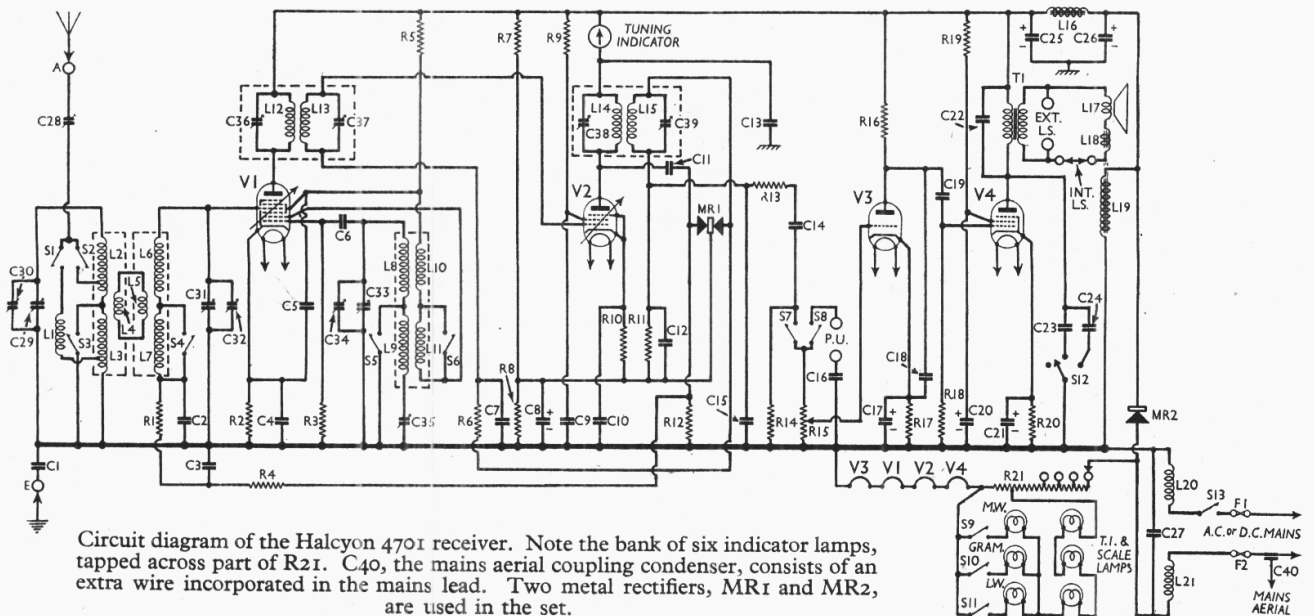 R5
R7
R9
TUNING
INDICATOR
R19
L16
C25
C26
A
C28
L12
L13
C36
C37
L14
L15
C38
C39
C13
C11
R16
T1
C22
EXT.
LS.
L17
L18
INT.
LS.
V1
V2
V3
V4
C19
MR1
R13
C14
L19
C6
S1
S2
L2
L6
L5
L4
C30
C29
L1
S3
L3
L7
S4
C31
C32
C5
C34
C33
L8
L10
L9
L11
S5
S6
R10
R11
C12
S7
S8
P.U.
C16
C18
C23
C24
S12
R1
C2
R2
C4
R3
C35
R6
C7
R8
C8
C9
C10
R12
C15
R14
R15
C17
R17
R18
C20
C21
R20
MR2
C1
E
C3
R4
V3
V1
V2
V4
R21
L20
S13
F1
A.C. or D.C. MAINS
M.W.
S9
GRAM.
S10
L.W.
S11
T.I. &
SCALE
LAMPS
C27
L21
F2
C40
MAINS
AERIAL
Circuit diagram of the Halcyon 4701 receiver. Note the bank of six indicator lamps,
tapped across part of R21. C40, the mains aerial coupling condenser, consists of an
extra wire incorporated in the mains lead. Two metal rectifiers, MR1 and MR2,
are used in the set.